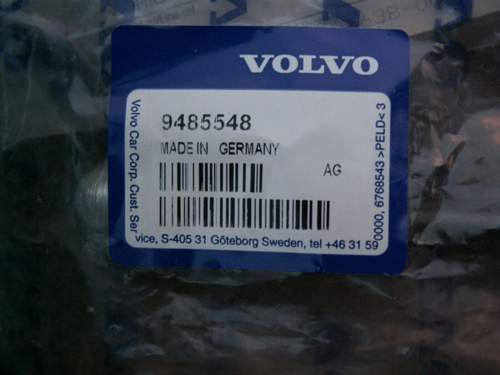 VOLVO
9485548
MADE IN GERMANY
AG
Volvo Car Corp. Cust. Ser
vice, S-405 31 Göteborg Sweden, tel +46 31 59
0000, 6768543 >PELD< 3